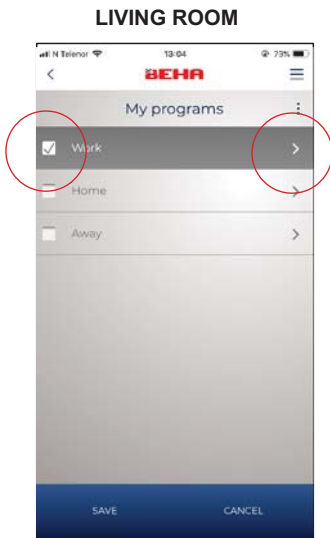 LIVING ROOM
N Telenor 13:04 73%
BEHA
My programs
Work
Home
Away
SAVE CANCEL